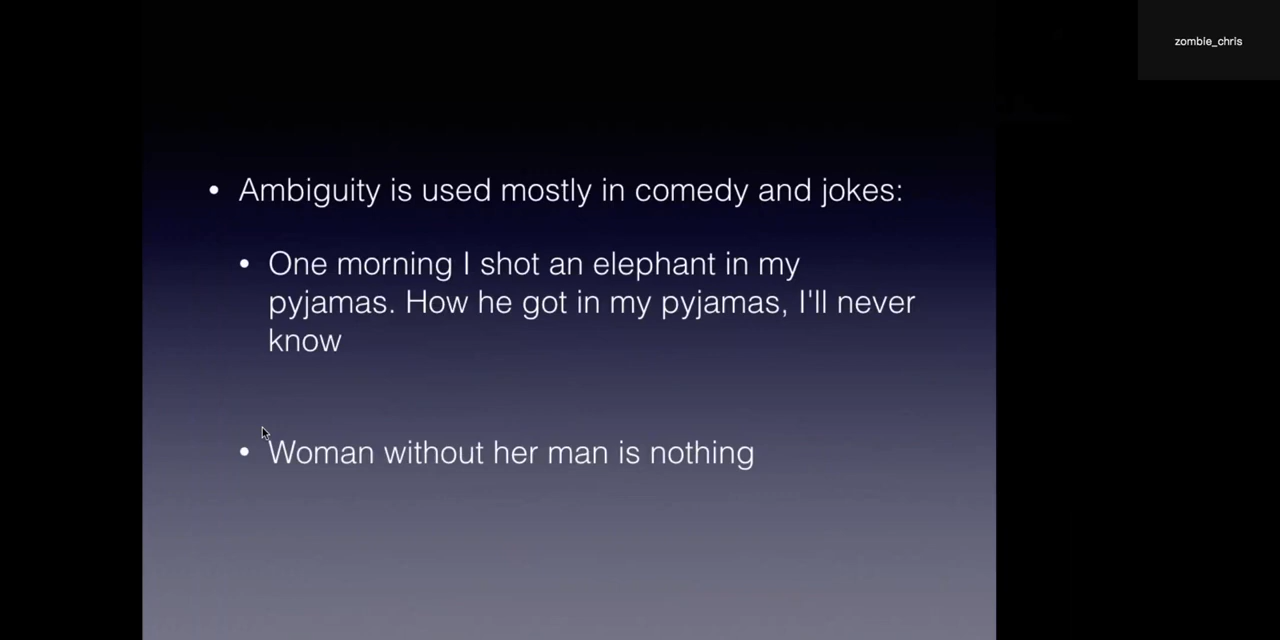 zombie_chris
• Ambiguity is used mostly in comedy and jokes:
• One morning I shot an elephant in my
pyjamas. How he got in my pyjamas, I'll never
know
• Woman without her man is nothing